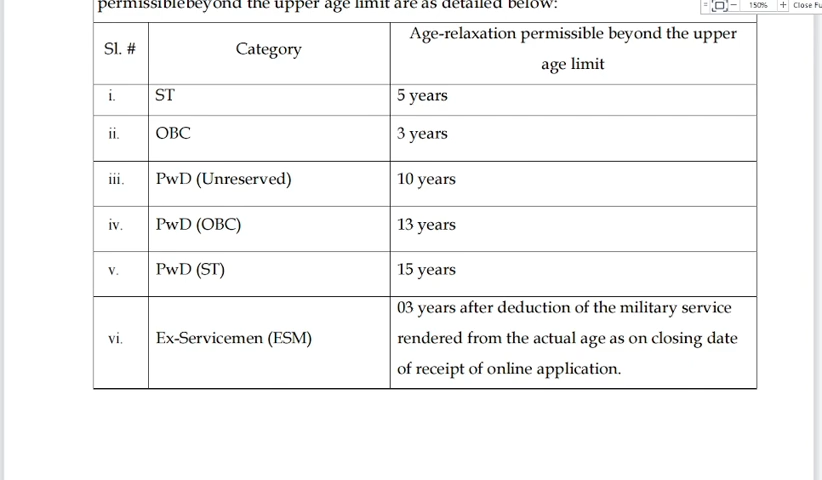 permissiblebeyond the upper age limit are as detailed below:
150%
Close Fu
Sl. # Category Age-relaxation permissible beyond the upper
age limit
i. ST 5 years
ii. OBC 3 years
iii. PwD (Unreserved) 10 years
iv. PwD (OBC) 13 years
v. PwD (ST) 15 years
03 years after deduction of the military service
vi. Ex-Servicemen (ESM) rendered from the actual age as on closing date
of receipt of online application.